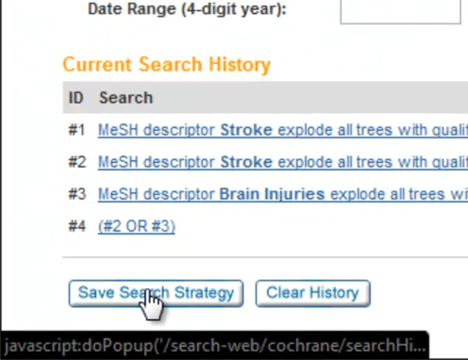 Date Range (4-digit year):
Current Search History
ID Search
#1 MeSH descriptor Stroke explode all trees with qualif
#2 MeSH descriptor Stroke explode all trees with qualif
#3 MeSH descriptor Brain Injuries explode all trees wi
#4 (#2 OR #3)
Save Search Strategy Clear History
javascript:doPopup('/search-web/cochrane/searchHi...